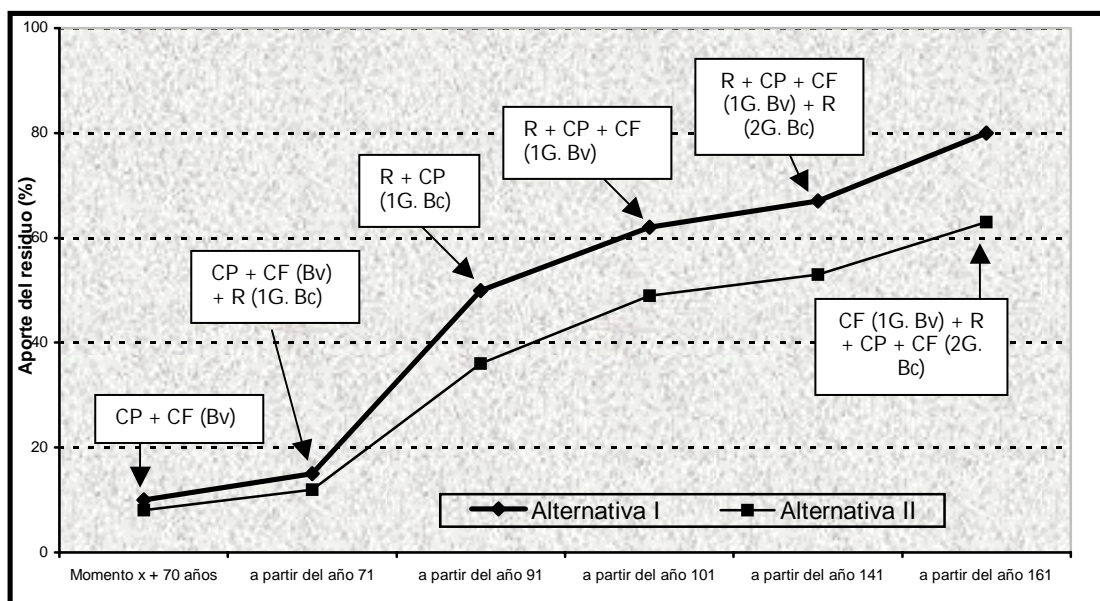 Aporte del residuo (%)
100
80
60
40
20
0
CP + CF (Bv)
CP + CF (Bv)
+ R (1G. Bc)
R + CP
(1G. Bc)
R + CP + CF
(1G. Bv)
R + CP + CF
(1G. Bv) + R
(2G. Bc)
CF (1G. Bv) + R
+ CP + CF (2G.
Bc)
Alternativa I
Alternativa II
Momento x + 70 años
a partir del año 71
a partir del año 91
a partir del año 101
a partir del año 141
a partir del año 161